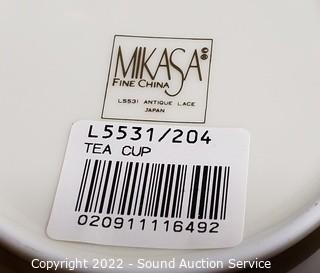 MIKASA®
FINE CHINA
L5531 ANTIQUE LACE
JAPAN
L5531/204
TEA CUP
020911116492
Copyright © 2022 - Sound Auction Service